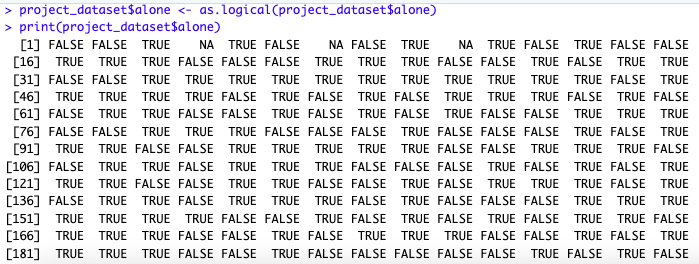 > project_dataset$alone <- as.logical(project_dataset$alone)
> print(project_dataset$alone)
[1] FALSE FALSE TRUE NA TRUE FALSE NA FALSE TRUE NA TRUE FALSE TRUE FALSE FALSE
[16] TRUE TRUE TRUE FALSE FALSE FALSE TRUE TRUE TRUE FALSE FALSE FALSE TRUE TRUE TRUE
[31] FALSE FALSE TRUE TRUE TRUE TRUE TRUE TRUE TRUE TRUE TRUE FALSE TRUE TRUE FALSE
[46] TRUE TRUE TRUE FALSE TRUE TRUE FALSE TRUE FALSE TRUE TRUE TRUE FALSE TRUE FALSE
[61] FALSE TRUE TRUE FALSE FALSE TRUE TRUE TRUE TRUE FALSE FALSE FALSE TRUE TRUE TRUE
[76] FALSE FALSE TRUE TRUE TRUE FALSE FALSE FALSE TRUE FALSE FALSE FALSE TRUE FALSE TRUE
[91] TRUE TRUE FALSE FALSE TRUE TRUE TRUE TRUE TRUE TRUE TRUE TRUE TRUE TRUE TRUE
[106] FALSE TRUE TRUE FALSE TRUE TRUE TRUE FALSE FALSE FALSE TRUE TRUE TRUE FALSE TRUE
[121] TRUE TRUE FALSE FALSE TRUE TRUE FALSE FALSE TRUE FALSE TRUE TRUE TRUE TRUE TRUE
[136] FALSE TRUE TRUE FALSE TRUE TRUE TRUE TRUE TRUE TRUE FALSE FALSE TRUE TRUE TRUE
[151] TRUE TRUE TRUE TRUE FALSE FALSE TRUE TRUE TRUE FALSE TRUE TRUE TRUE FALSE FALSE
[166] FALSE TRUE TRUE FALSE TRUE TRUE FALSE TRUE TRUE TRUE FALSE FALSE TRUE FALSE TRUE
[181] TRUE TRUE TRUE FALSE TRUE TRUE FALSE FALSE FALSE FALSE FALSE TRUE FALSE TRUE FALSE